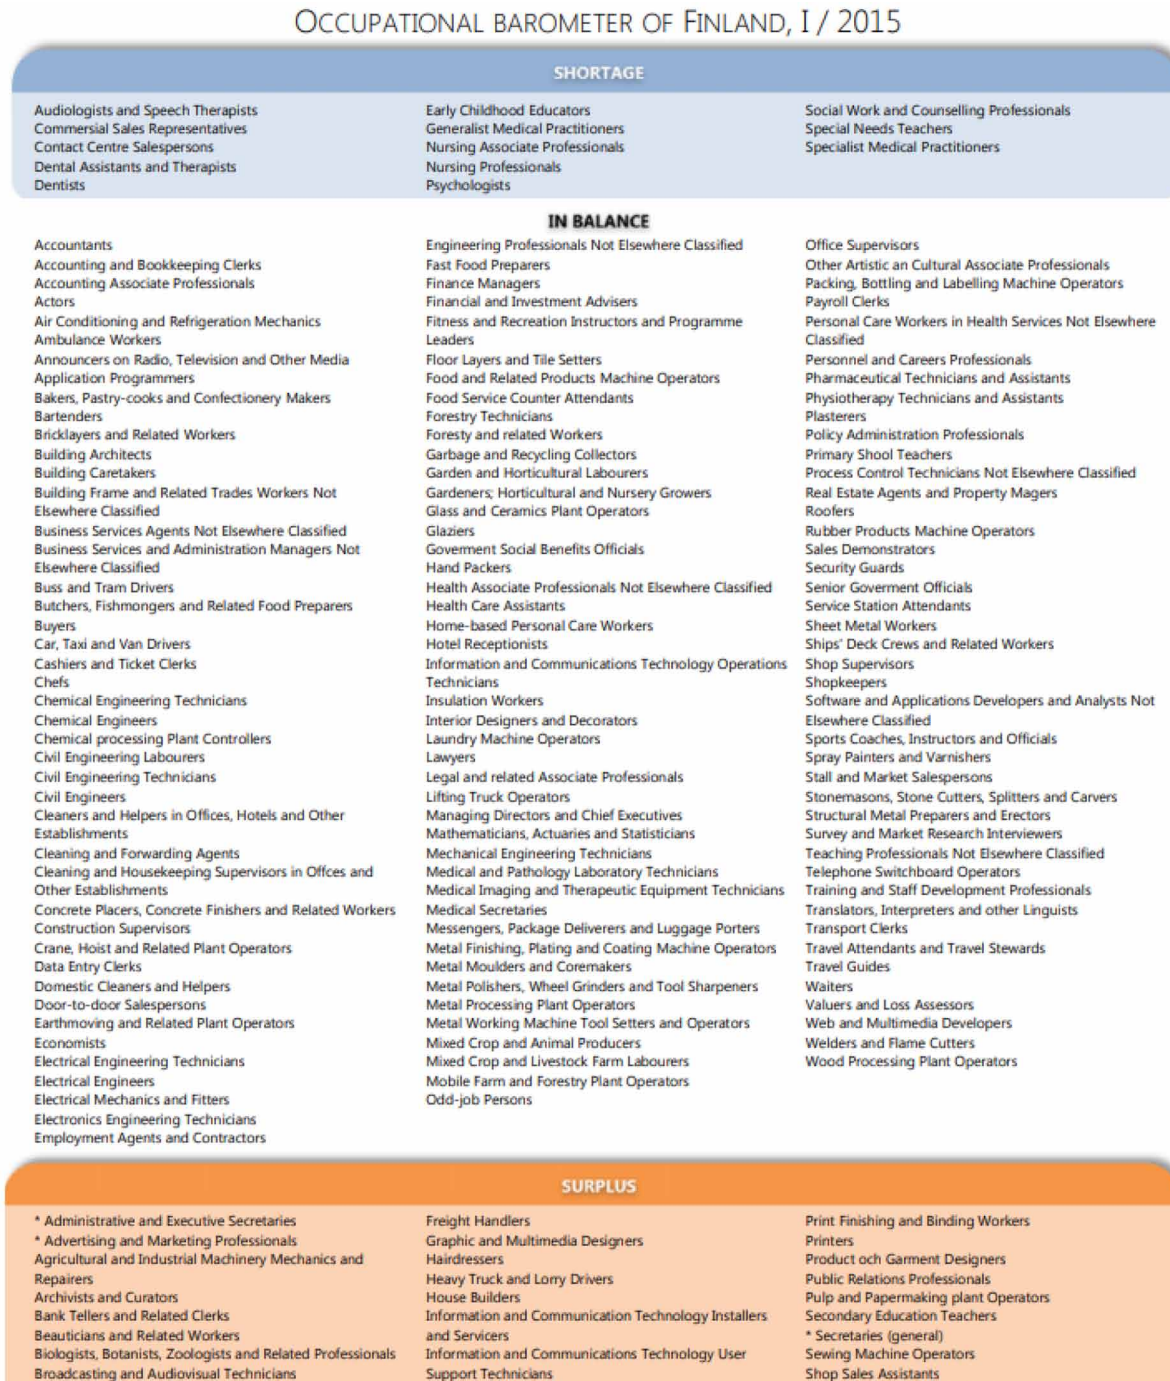 OCCUPATIONAL BAROMETER OF FINLAND, I / 2015
SHORTAGE
Audiologists and Speech Therapists
Commersial Sales Representatives
Contact Centre Salespersons
Dental Assistants and Therapists
Dentists
Early Childhood Educators
Generalist Medical Practitioners
Nursing Associate Professionals
Nursing Professionals
Psychologists
Social Work and Counselling Professionals
Special Needs Teachers
Specialist Medical Practitioners
IN BALANCE
Accountants
Accounting and Bookkeeping Clerks
Accounting Associate Professionals
Actors
Air Conditioning and Refrigeration Mechanics
Ambulance Workers
Announcers on Radio, Television and Other Media
Application Programmers
Bakers, Pastry-cooks and Confectionery Makers
Bartenders
Bricklayers and Related Workers
Building Architects
Building Caretakers
Building Frame and Related Trades Workers Not
Elsewhere Classified
Business Services Agents Not Elsewhere Classified
Business Services and Administration Managers Not
Elsewhere Classified
Buss and Tram Drivers
Butchers, Fishmongers and Related Food Preparers
Buyers
Car, Taxi and Van Drivers
Cashiers and Ticket Clerks
Chefs
Chemical Engineering Technicians
Chemical Engineers
Chemical processing Plant Controllers
Civil Engineering Labourers
Civil Engineering Technicians
Civil Engineers
Cleaners and Helpers in Offices, Hotels and Other
Establishments
Cleaning and Forwarding Agents
Cleaning and Housekeeping Supervisors in Offces and
Other Establishments
Concrete Placers, Concrete Finishers and Related Workers
Construction Supervisors
Crane, Hoist and Related Plant Operators
Data Entry Clerks
Domestic Cleaners and Helpers
Door-to-door Salespersons
Earthmoving and Related Plant Operators
Economists
Electrical Engineering Technicians
Electrical Engineers
Electrical Mechanics and Fitters
Electronics Engineering Technicians
Employment Agents and Contractors
Engineering Professionals Not Elsewhere Classified
Fast Food Preparers
Finance Managers
Financial and Investment Advisers
Fitness and Recreation Instructors and Programme
Leaders
Floor Layers and Tile Setters
Food and Related Products Machine Operators
Food Service Counter Attendants
Forestry Technicians
Foresty and related Workers
Garbage and Recycling Collectors
Garden and Horticultural Labourers
Gardeners; Horticultural and Nursery Growers
Glass and Ceramics Plant Operators
Glaziers
Goverment Social Benefits Officials
Hand Packers
Health Associate Professionals Not Elsewhere Classified
Health Care Assistants
Home-based Personal Care Workers
Hotel Receptionists
Information and Communications Technology Operations
Technicians
Insulation Workers
Interior Designers and Decorators
Laundry Machine Operators
Lawyers
Legal and related Associate Professionals
Lifting Truck Operators
Managing Directors and Chief Executives
Mathematicians, Actuaries and Statisticians
Mechanical Engineering Technicians
Medical and Pathology Laboratory Technicians
Medical Imaging and Therapeutic Equipment Technicians
Medical Secretaries
Messengers, Package Deliverers and Luggage Porters
Metal Finishing, Plating and Coating Machine Operators
Metal Moulders and Coremakers
Metal Polishers, Wheel Grinders and Tool Sharpeners
Metal Processing Plant Operators
Metal Working Machine Tool Setters and Operators
Mixed Crop and Animal Producers
Mixed Crop and Livestock Farm Labourers
Mobile Farm and Forestry Plant Operators
Odd-job Persons
Office Supervisors
Other Artistic an Cultural Associate Professionals
Packing, Bottling and Labelling Machine Operators
Payroll Clerks
Personal Care Workers in Health Services Not Elsewhere
Classified
Personnel and Careers Professionals
Pharmaceutical Technicians and Assistants
Physiotherapy Technicians and Assistants
Plasterers
Policy Administration Professionals
Primary Shool Teachers
Process Control Technicians Not Elsewhere Classified
Real Estate Agents and Property Magers
Roofers
Rubber Products Machine Operators
Sales Demonstrators
Security Guards
Senior Goverment Officials
Service Station Attendants
Sheet Metal Workers
Ships' Deck Crews and Related Workers
Shop Supervisors
Shopkeepers
Software and Applications Developers and Analysts Not
Elsewhere Classified
Sports Coaches, Instructors and Officials
Spray Painters and Varnishers
Stall and Market Salespersons
Stonemasons, Stone Cutters, Splitters and Carvers
Structural Metal Preparers and Erectors
Survey and Market Research Interviewers
Teaching Professionals Not Elsewhere Classified
Telephone Switchboard Operators
Training and Staff Development Professionals
Translators, Interpreters and other Linguists
Transport Clerks
Travel Attendants and Travel Stewards
Travel Guides
Waiters
Valuers and Loss Assessors
Web and Multimedia Developers
Welders and Flame Cutters
Wood Processing Plant Operators
SURPLUS
* Administrative and Executive Secretaries
* Advertising and Marketing Professionals
Agricultural and Industrial Machinery Mechanics and
Repairers
Archivists and Curators
Bank Tellers and Related Clerks
Beauticians and Related Workers
Biologists, Botanists, Zoologists and Related Professionals
Broadcasting and Audiovisual Technicians
Freight Handlers
Graphic and Multimedia Designers
Hairdressers
Heavy Truck and Lorry Drivers
House Builders
Information and Communication Technology Installers
and Servicers
Information and Communications Technology User
Support Technicians
Print Finishing and Binding Workers
Printers
Product och Garment Designers
Public Relations Professionals
Pulp and Papermaking plant Operators
Secondary Education Teachers
* Secretaries (general)
Sewing Machine Operators
Shop Sales Assistants